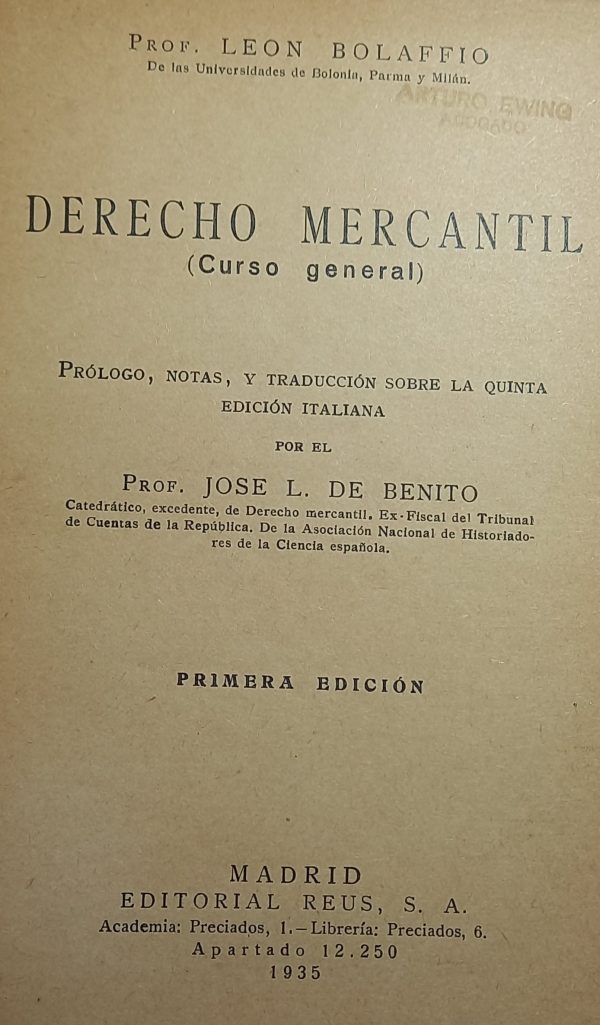 PROF. LEON BOLAFFIO
De las Universidades de Bolonia, Parma y Milán.
ARTURO EWING
ABOGADO
DERECHO MERCANTIL
(Curso general)
PRÓLOGO, NOTAS, Y TRADUCCIÓN SOBRE LA QUINTA
EDICIÓN ITALIANA
POR EL
PROF. JOSE L. DE BENITO
Catedrático, excedente, de Derecho mercantil. Ex-Fiscal del Tribunal
de Cuentas de la República. De la Asociación Nacional de Historiado-
res de la Ciencia española.
PR1MERA EDICIÓN
MADRID
EDITORIAL REUS, S. A.
Academia: Preciados, 1.—Librería: Preciados, 6.
Apartado 12.250
1935